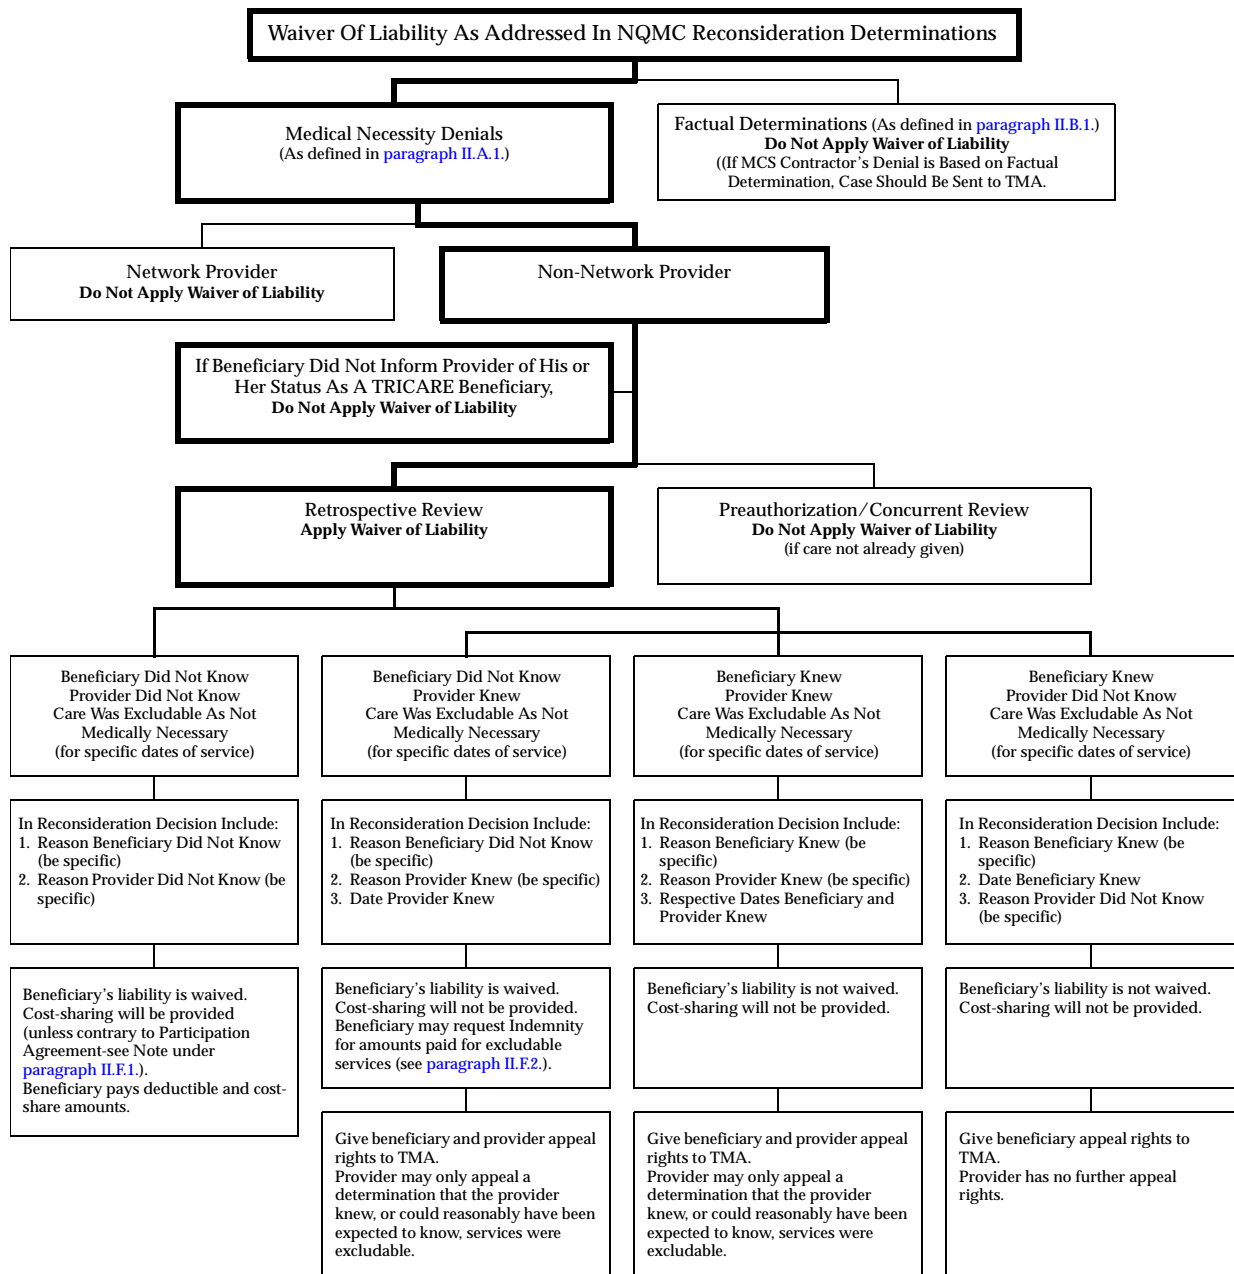 Waiver Of Liability As Addressed In NQMC Reconsideration Determinations
Medical Necessity Denials
(As defined in paragraph II.A.1.)
Factual Determinations (As defined in paragraph II.B.1.)
Do Not Apply Waiver of Liability
((If MCS Contractor's Denial is Based on Factual
Determination, Case Should Be Sent to TMA.
Network Provider
Do Not Apply Waiver of Liability
Non-Network Provider
If Beneficiary Did Not Inform Provider of His or
Her Status As A TRICARE Beneficiary,
Do Not Apply Waiver of Liability
Retrospective Review
Apply Waiver of Liability
Preauthorization/Concurrent Review
Do Not Apply Waiver of Liability
(if care not already given)
Beneficiary Did Not Know
Provider Did Not Know
Care Was Excludable As Not
Medically Necessary
(for specific dates of service)
Beneficiary Did Not Know
Provider Knew
Care Was Excludable As Not
Medically Necessary
(for specific dates of service)
Beneficiary Knew
Provider Knew
Care Was Excludable As Not
Medically Necessary
(for specific dates of service)
Beneficiary Knew
Provider Did Not Know
Care Was Excludable As Not
Medically Necessary
(for specific dates of service)
In Reconsideration Decision Include:
1. Reason Beneficiary Did Not Know
(be specific)
2. Reason Provider Did Not Know (be
specific)
In Reconsideration Decision Include:
1. Reason Beneficiary Did Not Know
(be specific)
2. Reason Provider Knew (be specific)
3. Date Provider Knew
In Reconsideration Decision Include:
1. Reason Beneficiary Knew (be
specific)
2. Reason Provider Knew (be specific)
3. Respective Dates Beneficiary and
Provider Knew
In Reconsideration Decision Include:
1. Reason Beneficiary Knew (be
specific)
2. Date Beneficiary Knew
3. Reason Provider Did Not Know
(be specific)
Beneficiary's liability is waived.
Cost-sharing will be provided
(unless contrary to Participation
Agreement-see Note under
paragraph II.F.1.).
Beneficiary pays deductible and cost-
share amounts.
Beneficiary's liability is waived.
Cost-sharing will not be provided.
Beneficiary may request Indemnity
for amounts paid for excludable
services (see paragraph II.F.2.).
Beneficiary's liability is not waived.
Cost-sharing will not be provided.
Beneficiary's liability is not waived.
Cost-sharing will not be provided.
Give beneficiary and provider appeal
rights to TMA.
Provider may only appeal a
determination that the provider
knew, or could reasonably have been
expected to know, services were
excludable.
Give beneficiary and provider appeal
rights to TMA.
Provider may only appeal a
determination that the provider
knew, or could reasonably have been
expected to know, services were
excludable.
Give beneficiary appeal rights to
TMA.
Provider has no further appeal
rights.